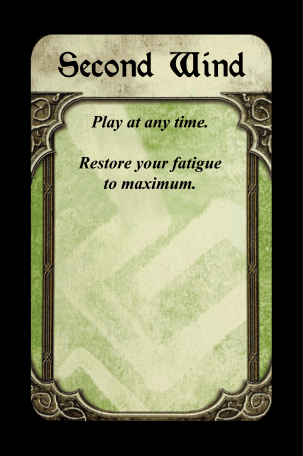 Second Wind
Play at any time.
Restore your fatigue
to maximum.